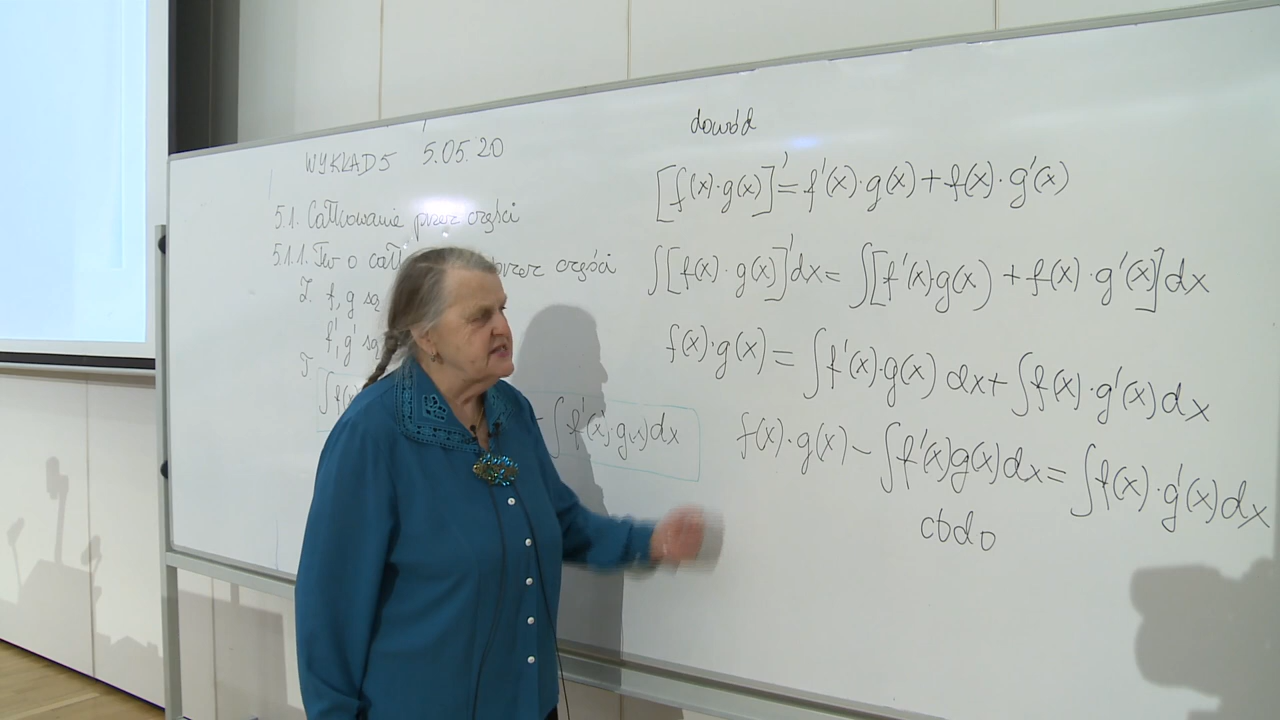 WYKŁAD 5 5.05.20
5.1. Całkowanie przez części
5.1.1. Tw o cał przez części
Z. f, g są
f', g' są
T.
∫f(x) - ∫f'(x)·g(x)dx
dowód
[f(x)·g(x)]'=f'(x)·g(x)+f(x)·g'(x)
∫[f(x)·g(x)]'dx=∫[f'(x)·g(x)+f(x)·g'(x)]dx
f(x)·g(x)=∫f'(x)·g(x)dx+∫f(x)·g'(x)dx
f(x)·g(x)-∫f'(x)g(x)dx=∫f(x)·g'(x)dx
cbdo